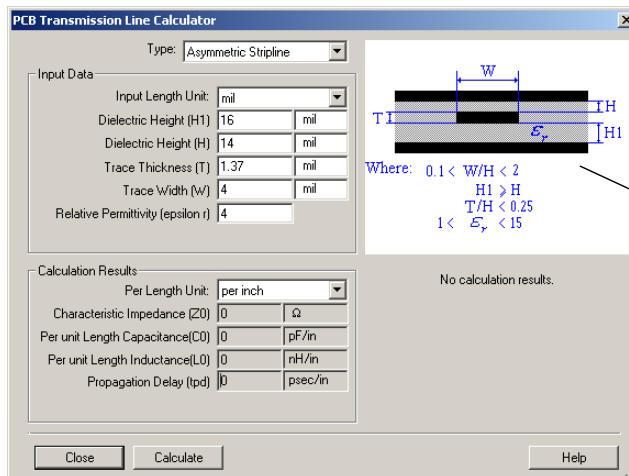 PCB Transmission Line Calculator
Type: Asymmetric Stripline
Input Data
Input Length Unit: mil
Dielectric Height (H1) 16 mil
Dielectric Height (H) 14 mil
Trace Thickness (T) 1.37 mil
Trace Width (W) 4 mil
Relative Permittivity (epsilon r) 4
W
T
H
H1
εr
Where: 0.1 < W/H < 2
H1 ⩾ H
T/H < 0.25
1 < εr < 15
Calculation Results
Per Length Unit: per inch
Characteristic Impedance (Z0) 0 Ω
Per unit Length Capacitance(C0) 0 pF/in
Per unit Length Inductance(L0) 0 nH/in
Propagation Delay (tpd) 0 psec/in
No calculation results.
Close Calculate Help